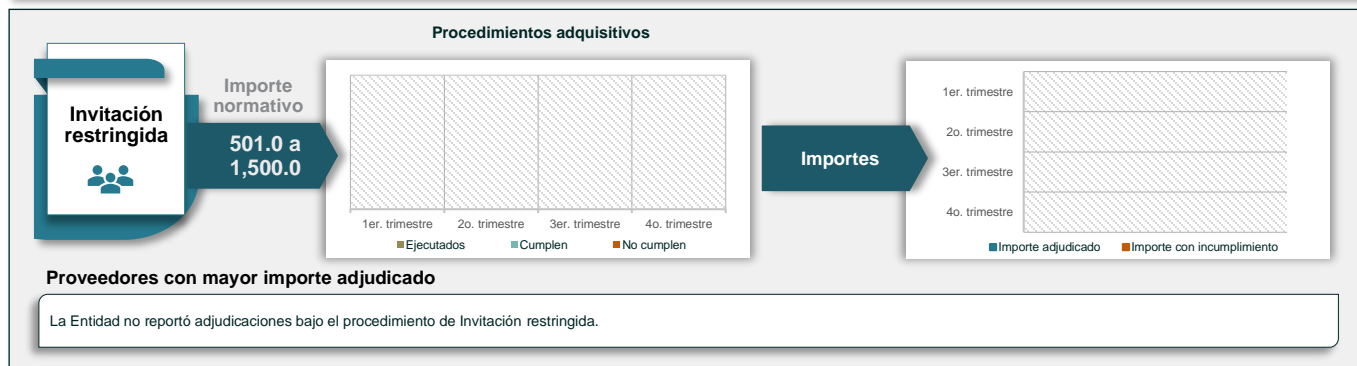 Procedimientos adquisitivos
Invitación
restringida
Importe
normativo
501.0 a
1,500.0
1er. trimestre
2o. trimestre
3er. trimestre
4o. trimestre
Ejecutados
Cumplen
No cumplen
Importes
1er. trimestre
2o. trimestre
3er. trimestre
4o. trimestre
Importe adjudicado
Importe con incumplimiento
Proveedores con mayor importe adjudicado
La Entidad no reportó adjudicaciones bajo el procedimiento de Invitación restringida.